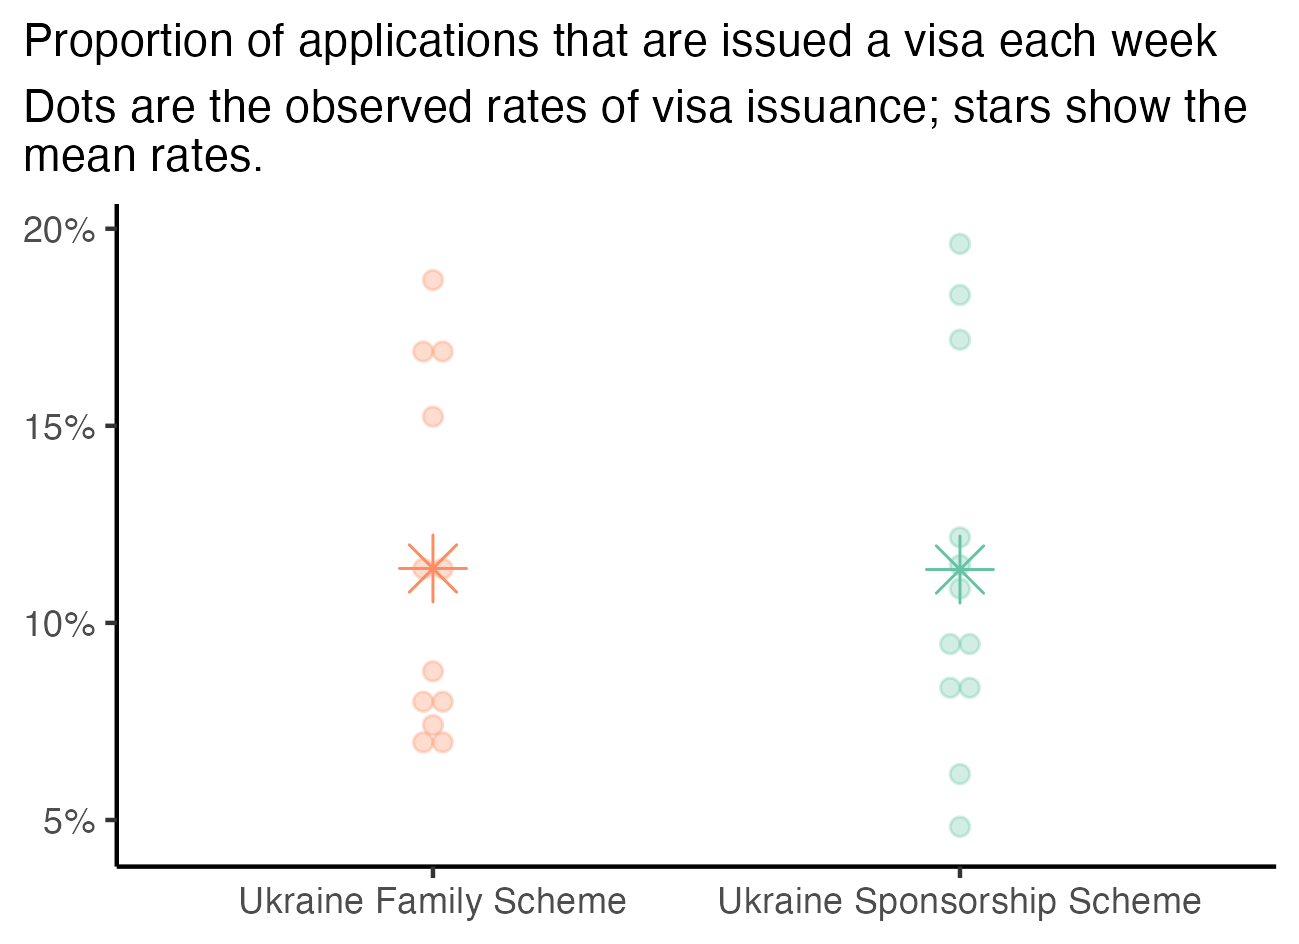 Proportion of applications that are issued a visa each week
Dots are the observed rates of visa issuance; stars show the
mean rates.
20%
15%
10%
5%
Ukraine Family Scheme
Ukraine Sponsorship Scheme